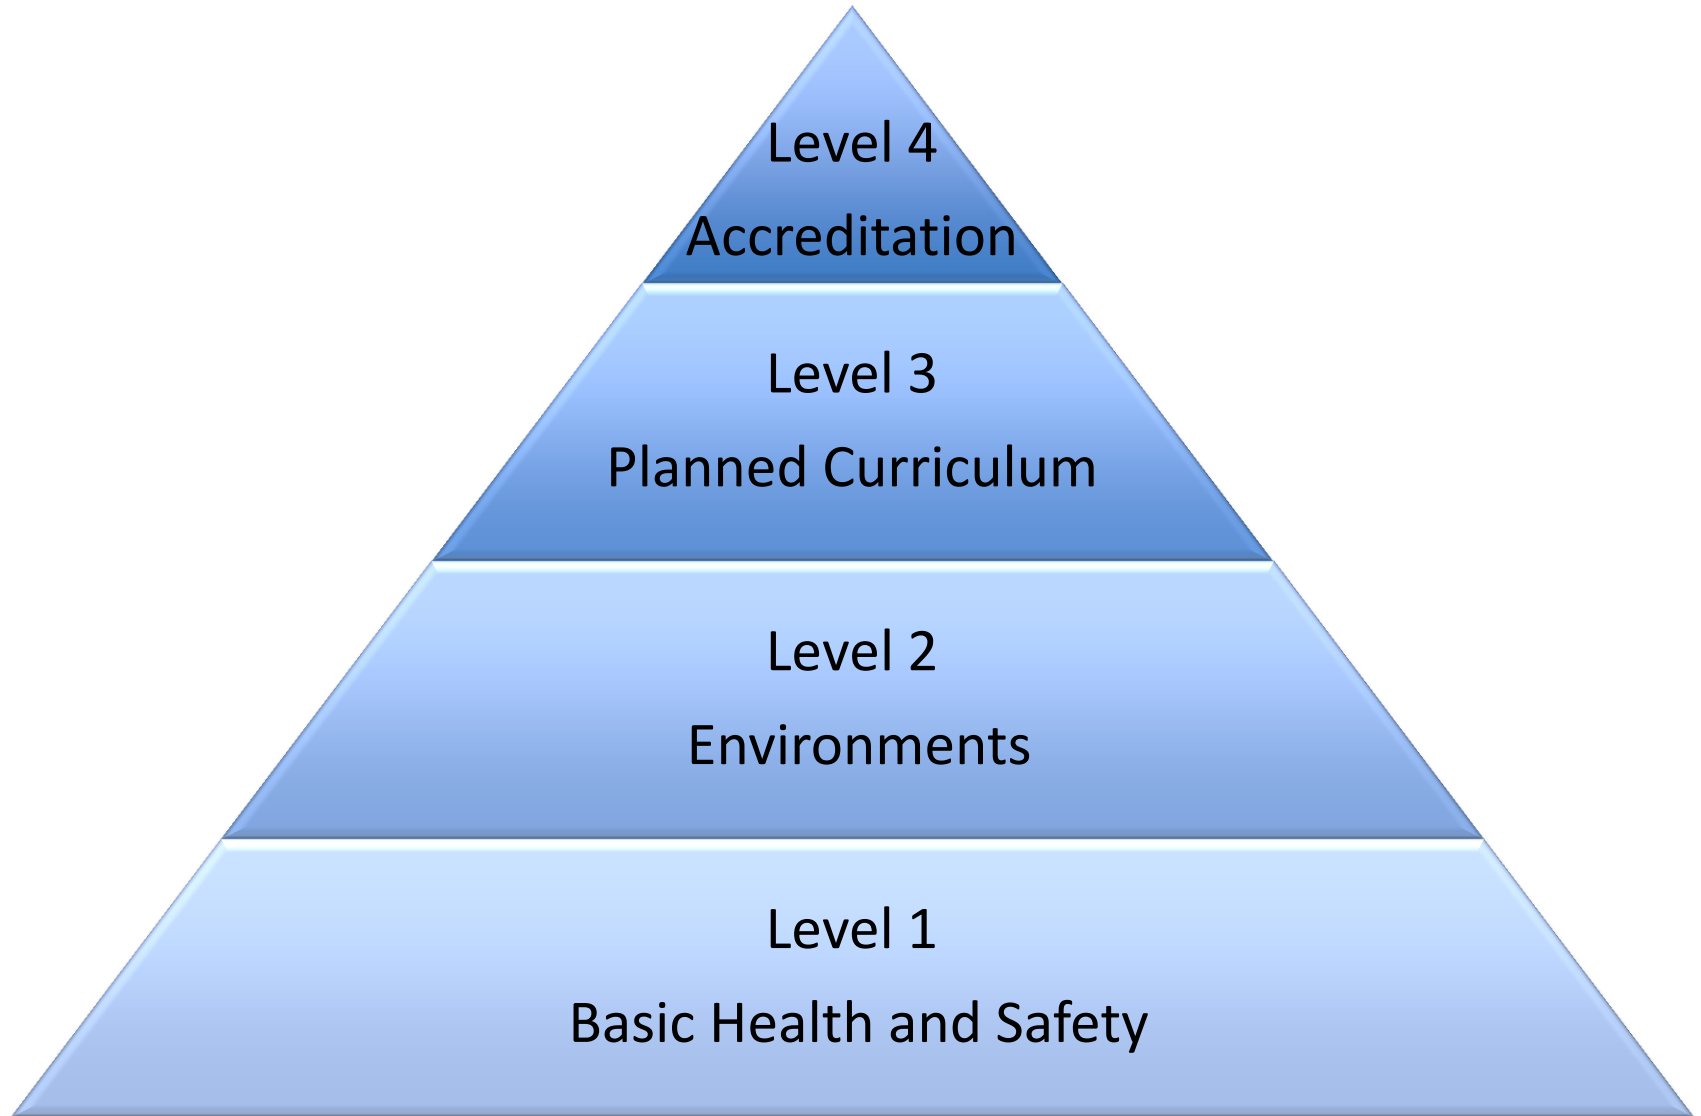 Level 4
Accreditation
Level 3
Planned Curriculum
Level 2
Environments
Level 1
Basic Health and Safety